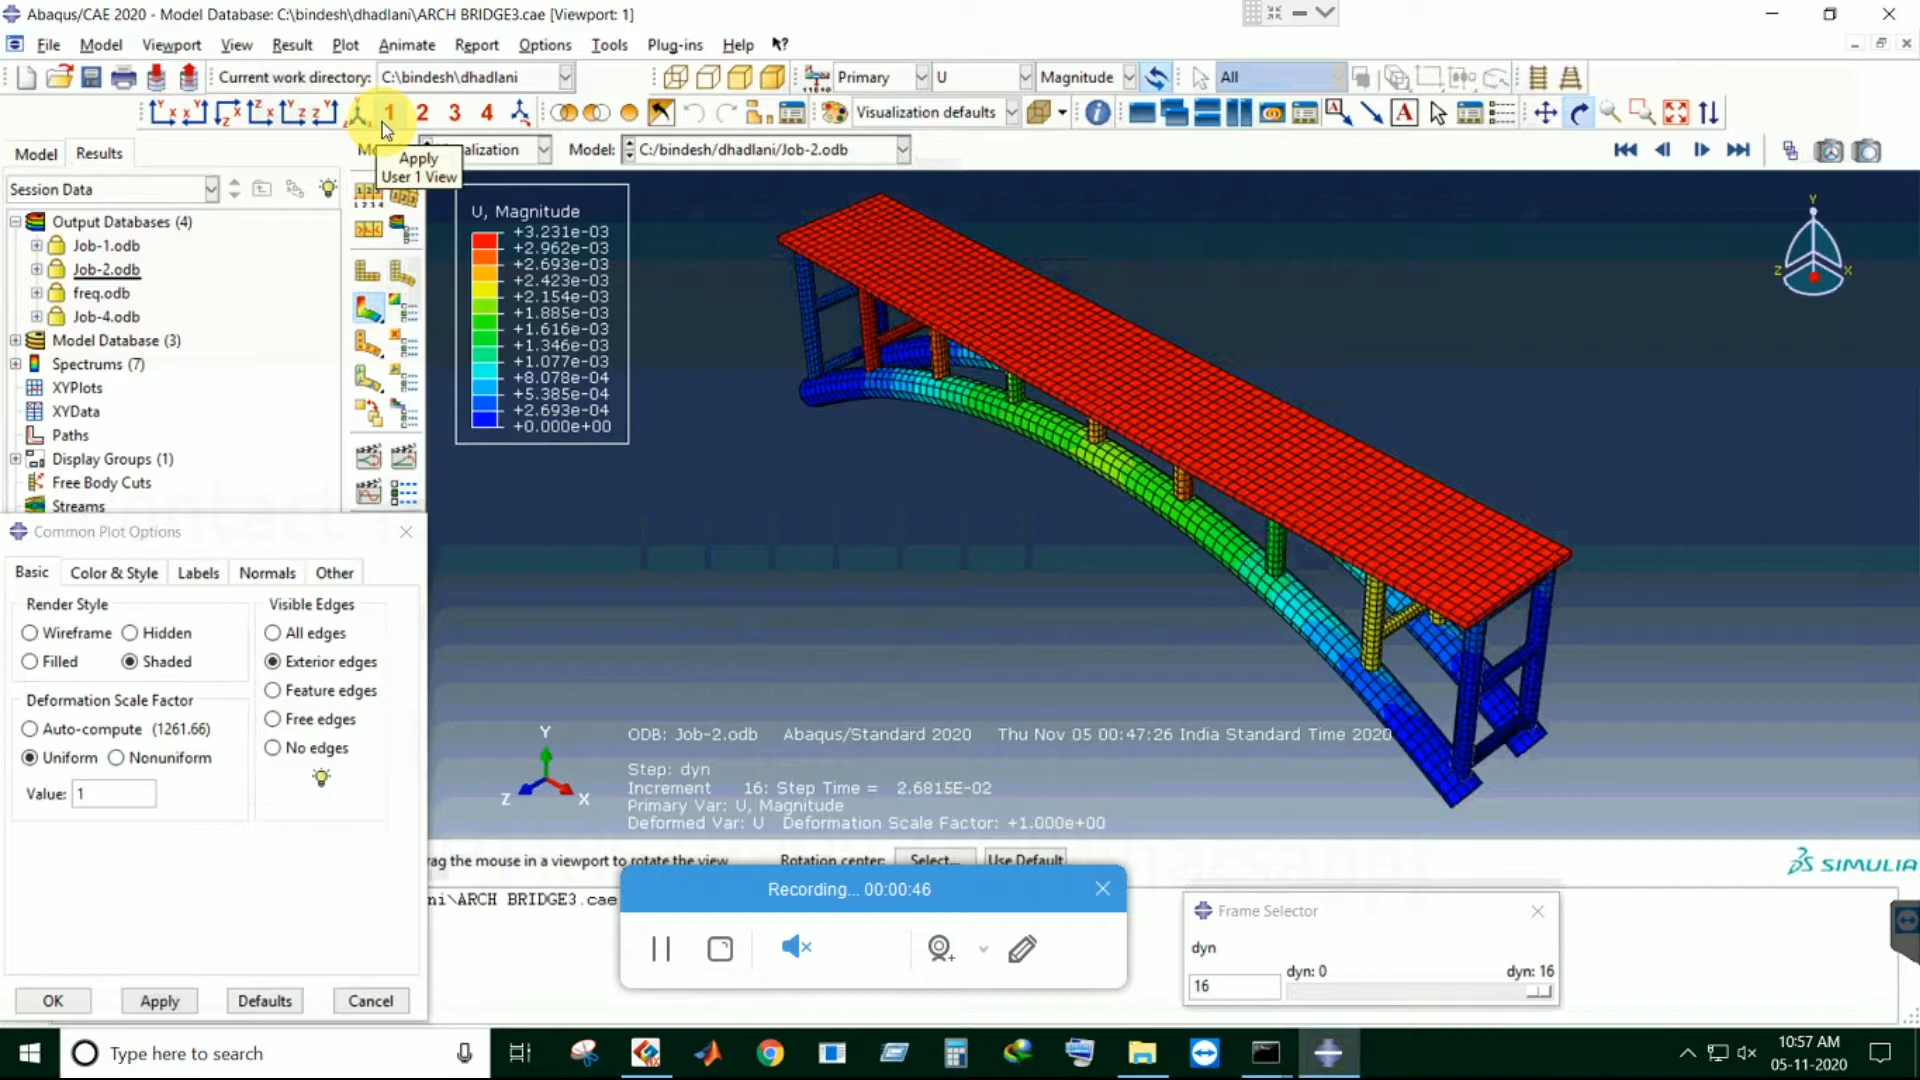 Abaqus/CAE 2020 - Model Database: C:\bindesh\dhadlani\ARCH BRIDGE3.cae [Viewport: 1]
File Model Viewport View Result Plot Animate Report Options Tools Plug-ins Help
Current work directory: C:\bindesh\dhadlani
Primary U Magnitude All
1 2 3 4 Visualization defaults
Model Results
Model: C:/bindesh/dhadlani/Job-2.odb
Apply
User 1 View
Session Data
Output Databases (4)
Job-1.odb
Job-2.odb
freq.odb
Job-4.odb
Model Database (3)
Spectrums (7)
XYPlots
XYData
Paths
Display Groups (1)
Free Body Cuts
Streams
U, Magnitude
+3.231e-03
+2.962e-03
+2.693e-03
+2.423e-03
+2.154e-03
+1.885e-03
+1.616e-03
+1.346e-03
+1.077e-03
+8.078e-04
+5.385e-04
+2.693e-04
+0.000e+00
Y
Z X
Common Plot Options
Basic Color & Style Labels Normals Other
Render Style
Wireframe Hidden
Filled Shaded
Visible Edges
All edges
Exterior edges
Feature edges
Free edges
No edges
Deformation Scale Factor
Auto-compute (1261.66)
Uniform Nonuniform
Value: 1
OK Apply Defaults Cancel
Y
Z X
ODB: Job-2.odb Abaqus/Standard 2020 Thu Nov 05 00:47:26 India Standard Time 2020
Step: dyn
Increment 16: Step Time = 2.6815E-02
Primary Var: U, Magnitude
Deformed Var: U Deformation Scale Factor: +1.000e+00
rag the mouse in a viewport to rotate the view Rotation center: Select... Use Default
SIMULIA
ni\ARCH BRIDGE3.cae
Recording... 00:00:46
Frame Selector
dyn
dyn: 0 dyn: 16
16
Type here to search
10:57 AM
05-11-2020